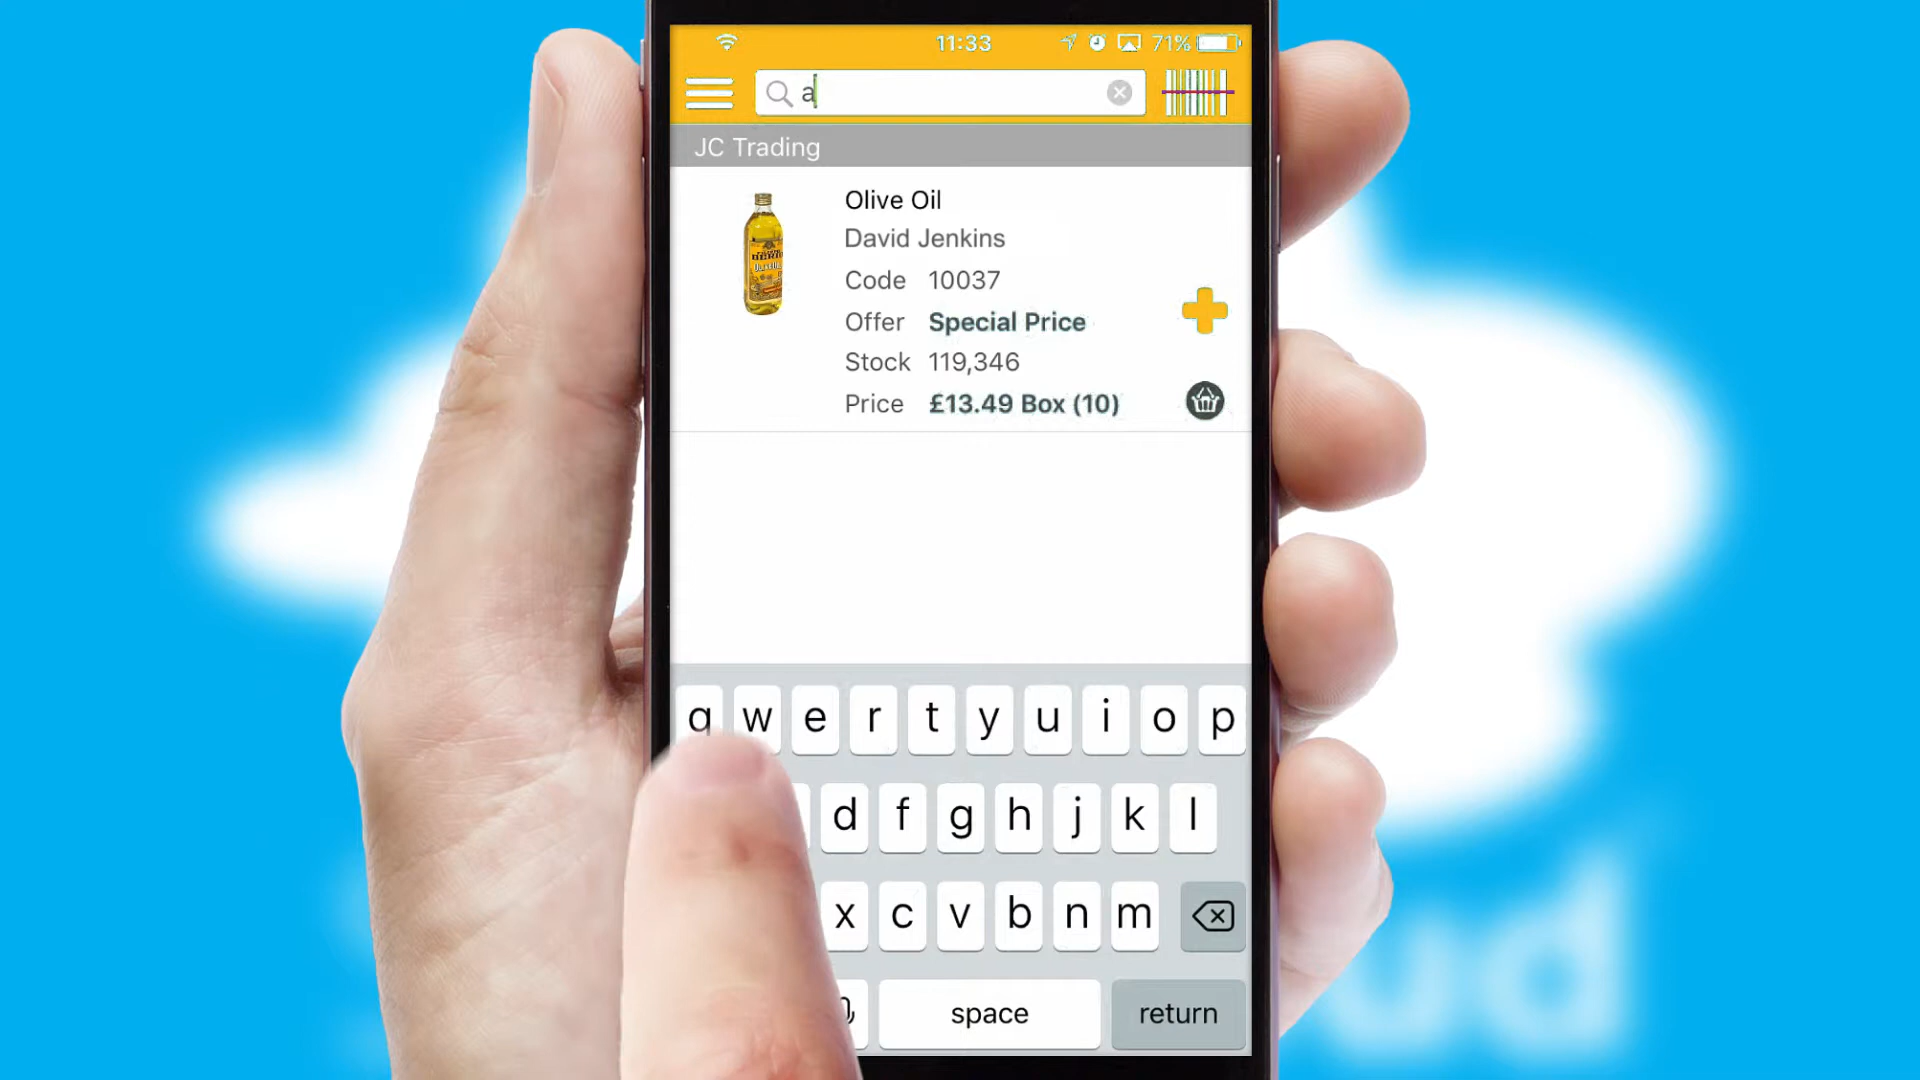 11:33
71%
a
JC Trading
Olive Oil
David Jenkins
Code 10037
Offer Special Price
Stock 119,346
Price £13.49 Box (10)
q w e r t y u i o p
d f g h j k l
x c v b n m
space return
ud